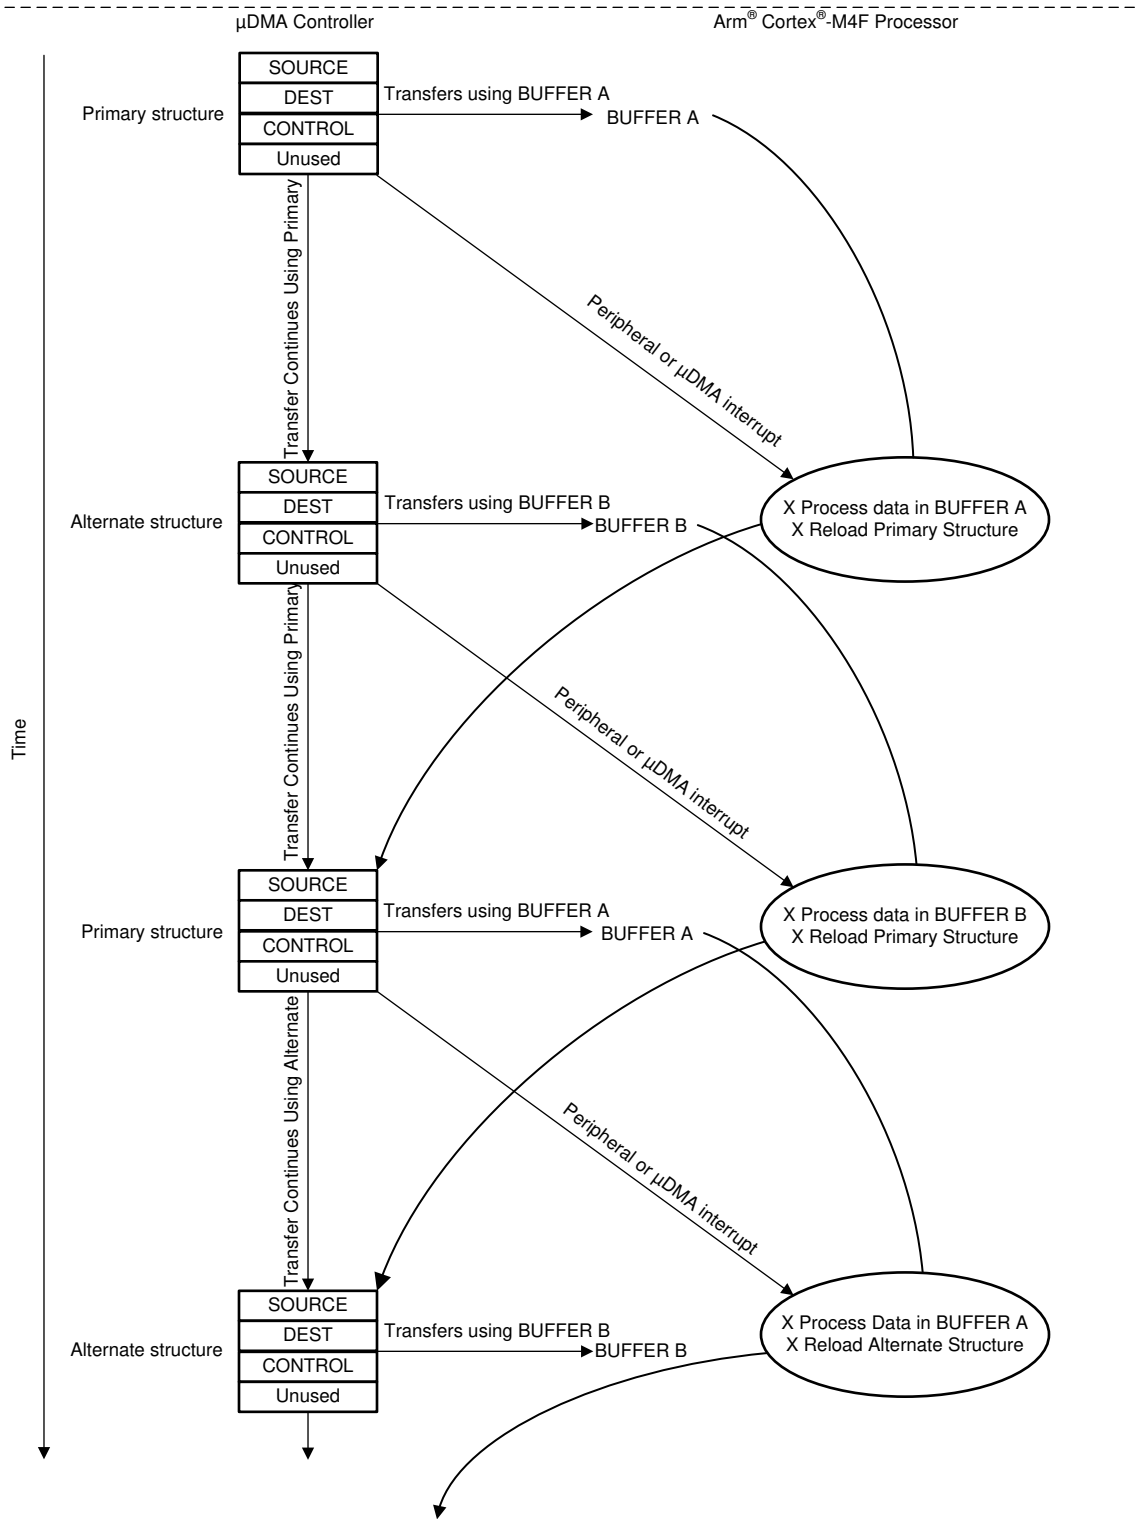 µDMA Controller
Arm® Cortex®-M4F Processor
SOURCE
DEST
CONTROL
Unused
Primary structure
Transfers using BUFFER A
BUFFER A
Transfer Continues Using Primary
Peripheral or µDMA interrupt
SOURCE
DEST
CONTROL
Unused
Alternate structure
Transfers using BUFFER B
BUFFER B
X Process data in BUFFER A
X Reload Primary Structure
Transfer Continues Using Primary
Peripheral or µDMA interrupt
Time
SOURCE
DEST
CONTROL
Unused
Primary structure
Transfers using BUFFER A
BUFFER A
X Process data in BUFFER B
X Reload Primary Structure
Transfer Continues Using Alternate
Peripheral or µDMA interrupt
SOURCE
DEST
CONTROL
Unused
Alternate structure
Transfers using BUFFER B
BUFFER B
X Process Data in BUFFER A
X Reload Alternate Structure